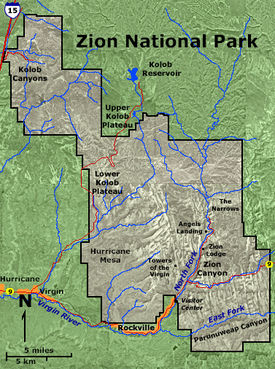 15
Zion National Park
Kolob
Canyons
Kolob
Reservoir
Upper
Kolob
Plateau
Lower
Kolob
Plateau
The
Narrows
Angels
Landing
Zion
Lodge
Hurricane
Mesa
Towers
of the
Virgin
North Fork
Zion
Canyon
9
Hurricane
9
Virgin
Visitor
Center
N
Virgin River
East Fork
Rockville
Parunuweap Canyon
5 miles
5 km